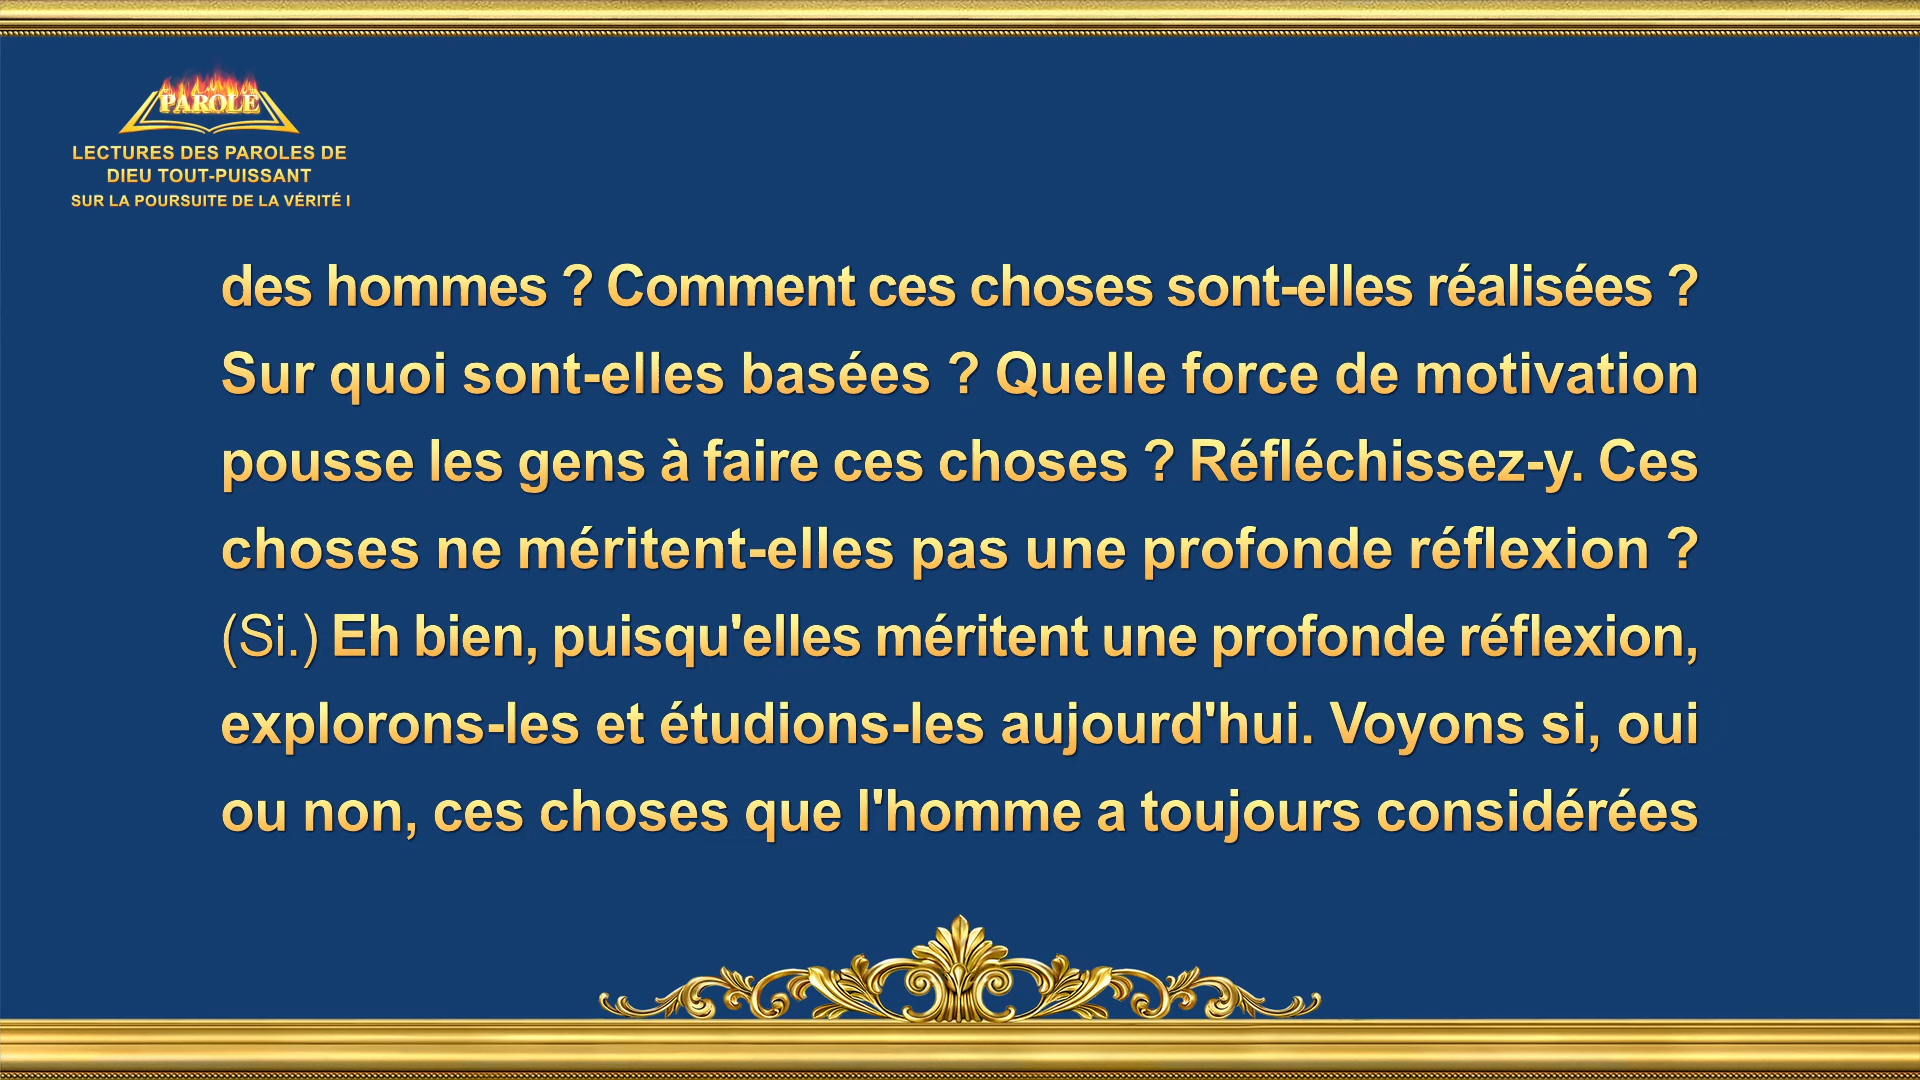 PAROLE
LECTURES DES PAROLES DE
DIEU TOUT-PUISSANT
SUR LA POURSUITE DE LA VÉRITÉ I
des hommes ? Comment ces choses sont-elles réalisées ?
Sur quoi sont-elles basées ? Quelle force de motivation
pousse les gens à faire ces choses ? Réfléchissez-y. Ces
choses ne méritent-elles pas une profonde réflexion ?
(Si.) Eh bien, puisqu'elles méritent une profonde réflexion,
explorons-les et étudions-les aujourd'hui. Voyons si, oui
ou non, ces choses que l'homme a toujours considérées